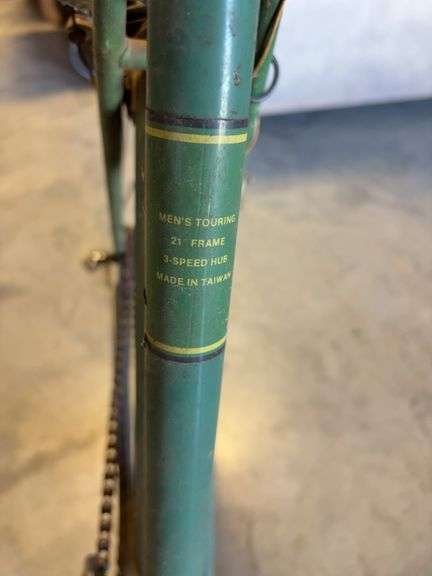 MEN'S TOURING
21" FRAME
3-SPEED HUB
MADE IN TAIWAN